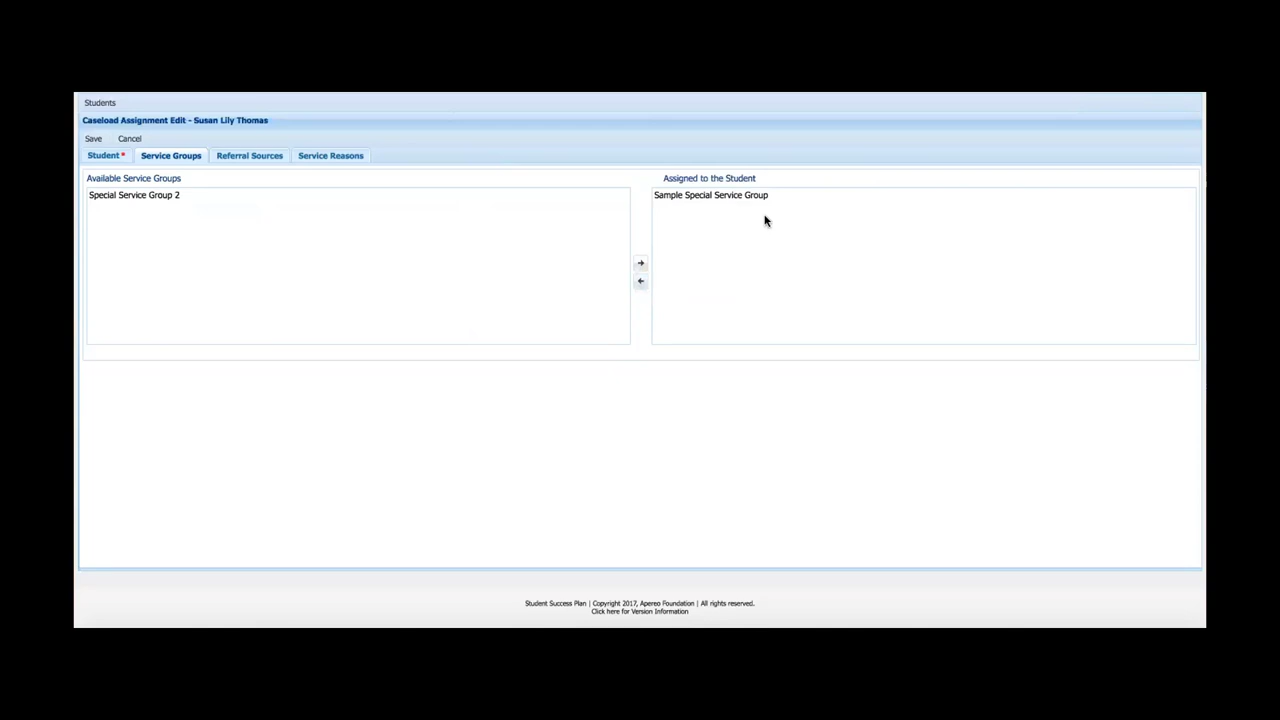 Students
Caseload Assignment Edit - Susan Lily Thomas
Save Cancel
Student* Service Groups Referral Sources Service Reasons
Available Service Groups Assigned to the Student
Special Service Group 2 Sample Special Service Group
Student Success Plan | Copyright 2017, Apereo Foundation | All rights reserved.
Click here for Version Information